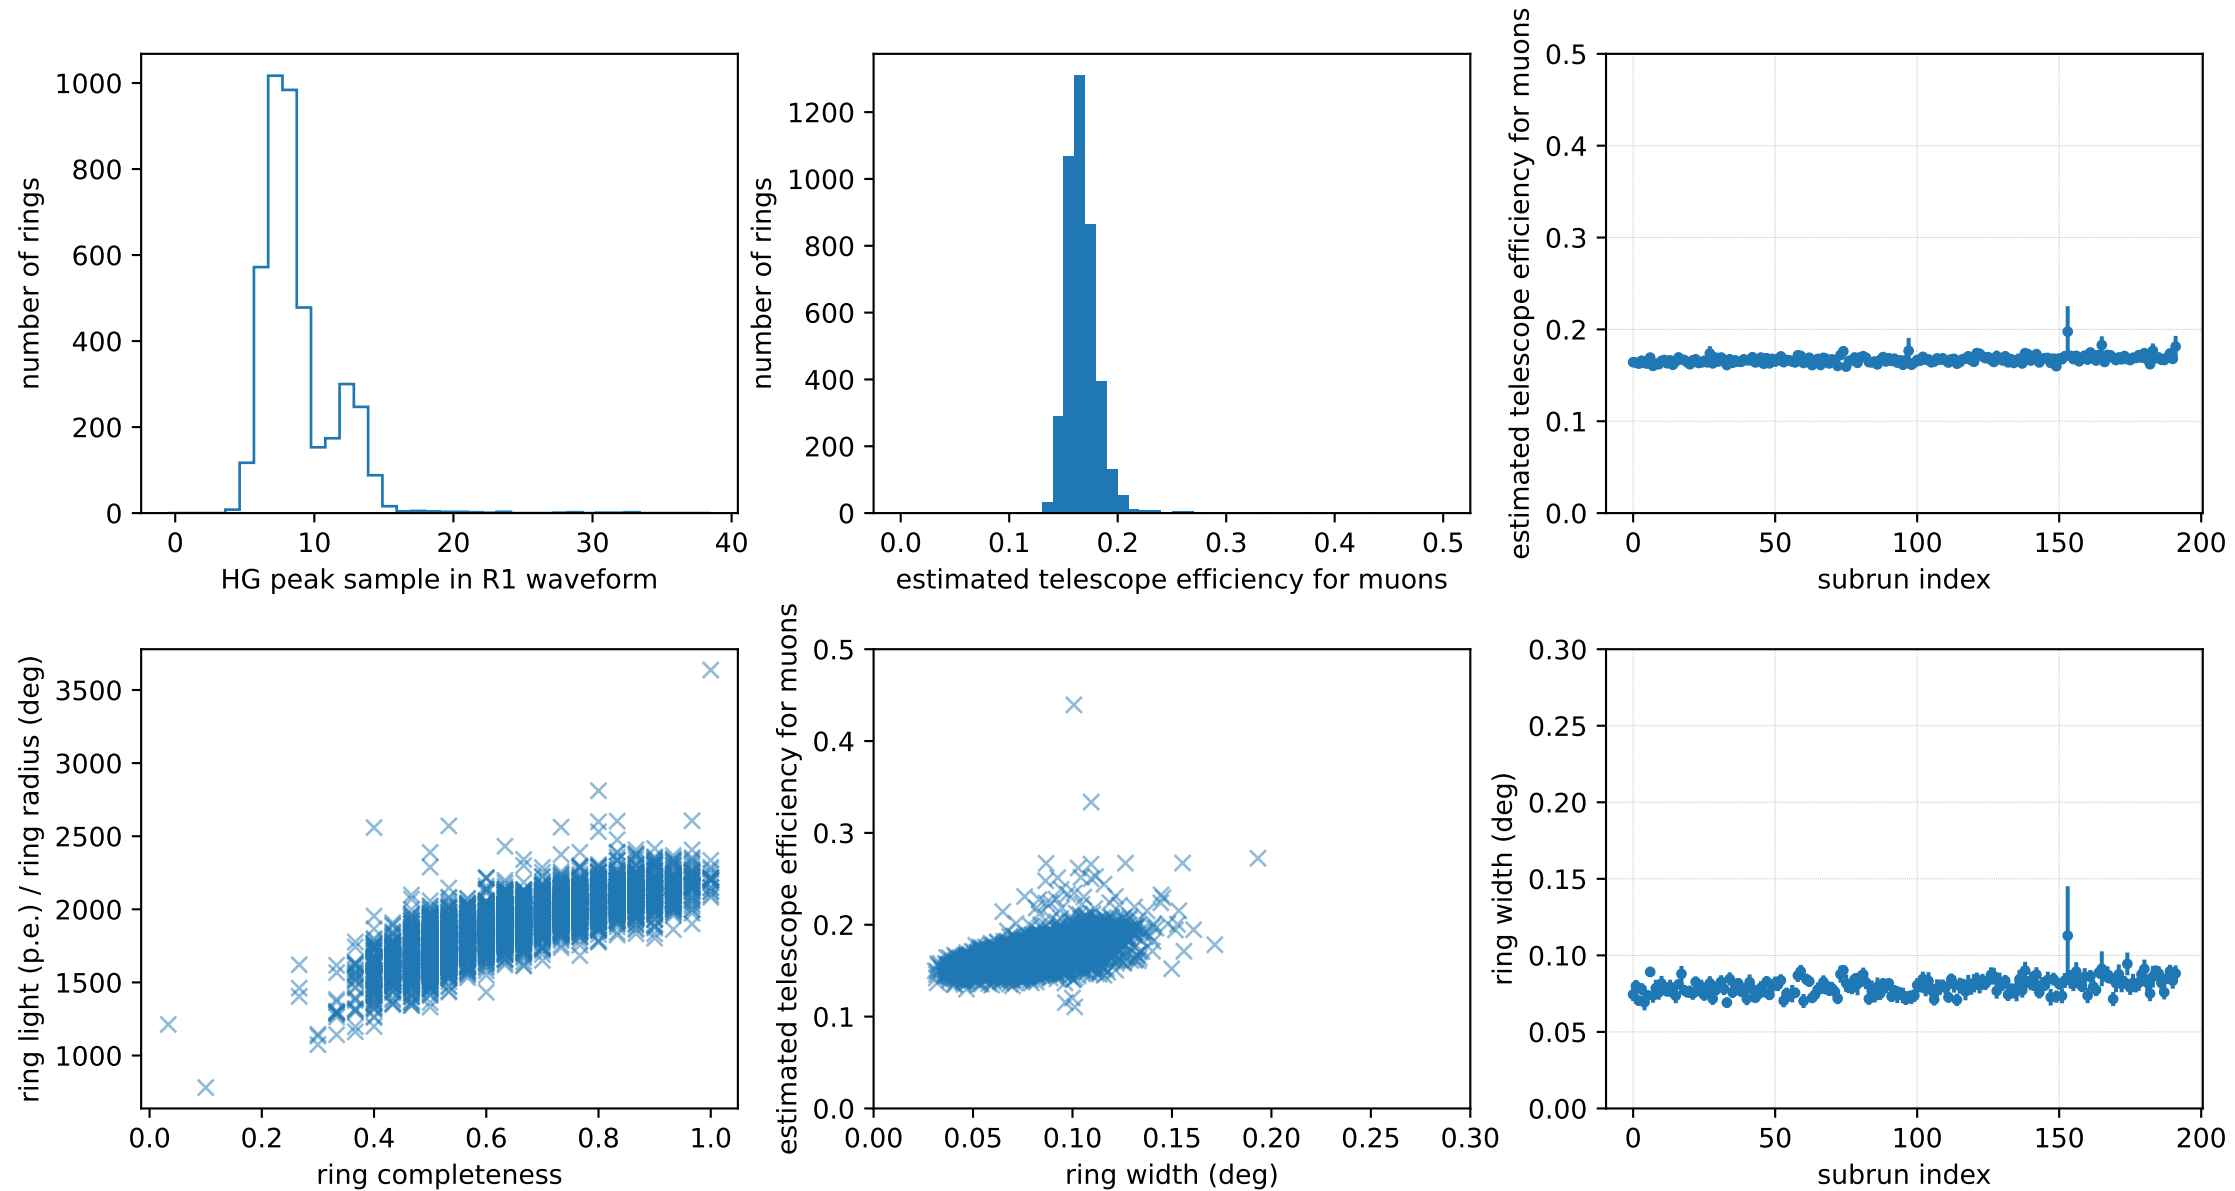 number of rings
1000
800
600
400
200
0
0 10 20 30 40
HG peak sample in R1 waveform
number of rings
1200
1000
800
600
400
200
0
0.0 0.1 0.2 0.3 0.4 0.5
estimated telescope efficiency for muons
estimated telescope efficiency for muons
0.5
0.4
0.3
0.2
0.1
0.0
0 50 100 150 200
subrun index
ring light (p.e.) / ring radius (deg)
3500
3000
2500
2000
1500
1000
0.0 0.2 0.4 0.6 0.8 1.0
ring completeness
estimated telescope efficiency for muons
0.5
0.4
0.3
0.2
0.1
0.0
0.00 0.05 0.10 0.15 0.20 0.25 0.30
ring width (deg)
ring width (deg)
0.30
0.25
0.20
0.15
0.10
0.05
0.00
0 50 100 150 200
subrun index